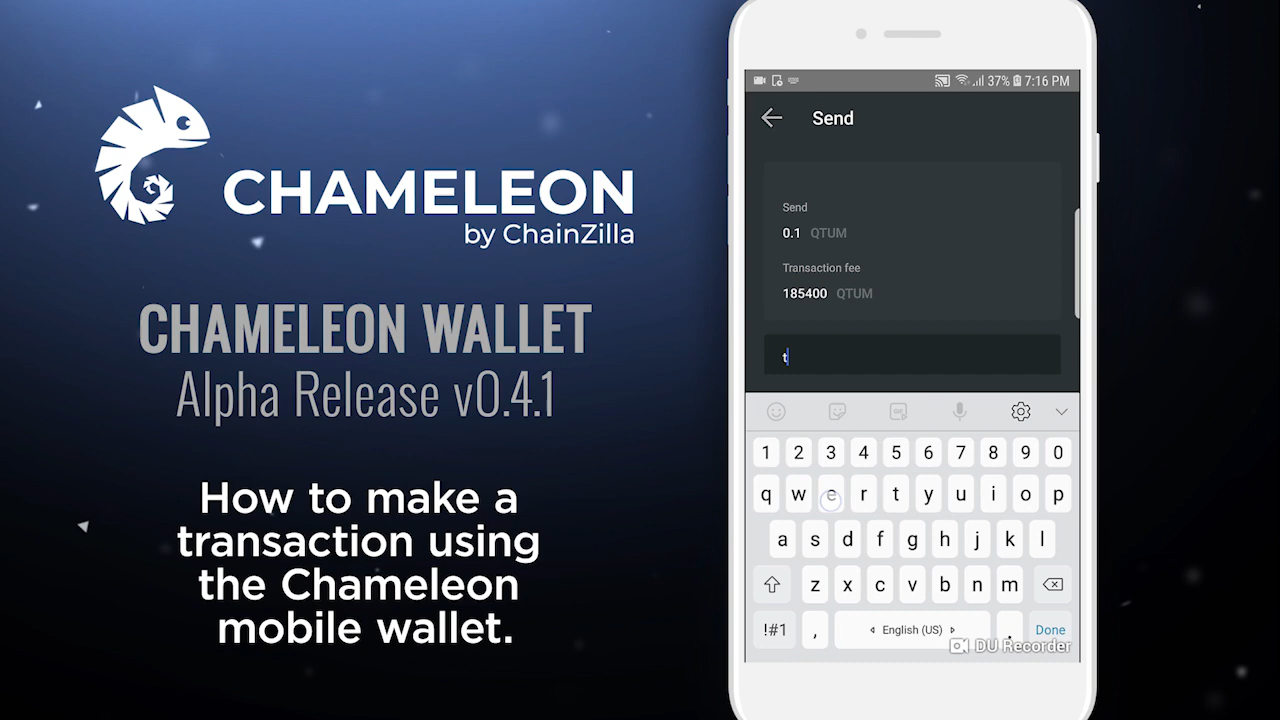 CHAMELEON
by ChainZilla
CHAMELEON WALLET
Alpha Release v0.4.1
How to make a
transaction using
the Chameleon
mobile wallet.
37% 7:16 PM
Send
Send
0.1 QTUM
Transaction fee
185400 QTUM
t
1 2 3 4 5 6 7 8 9 0
q w e r t y u i o p
a s d f g h j k l
z x c v b n m
!#1 , English (US) . Done
DU Recorder